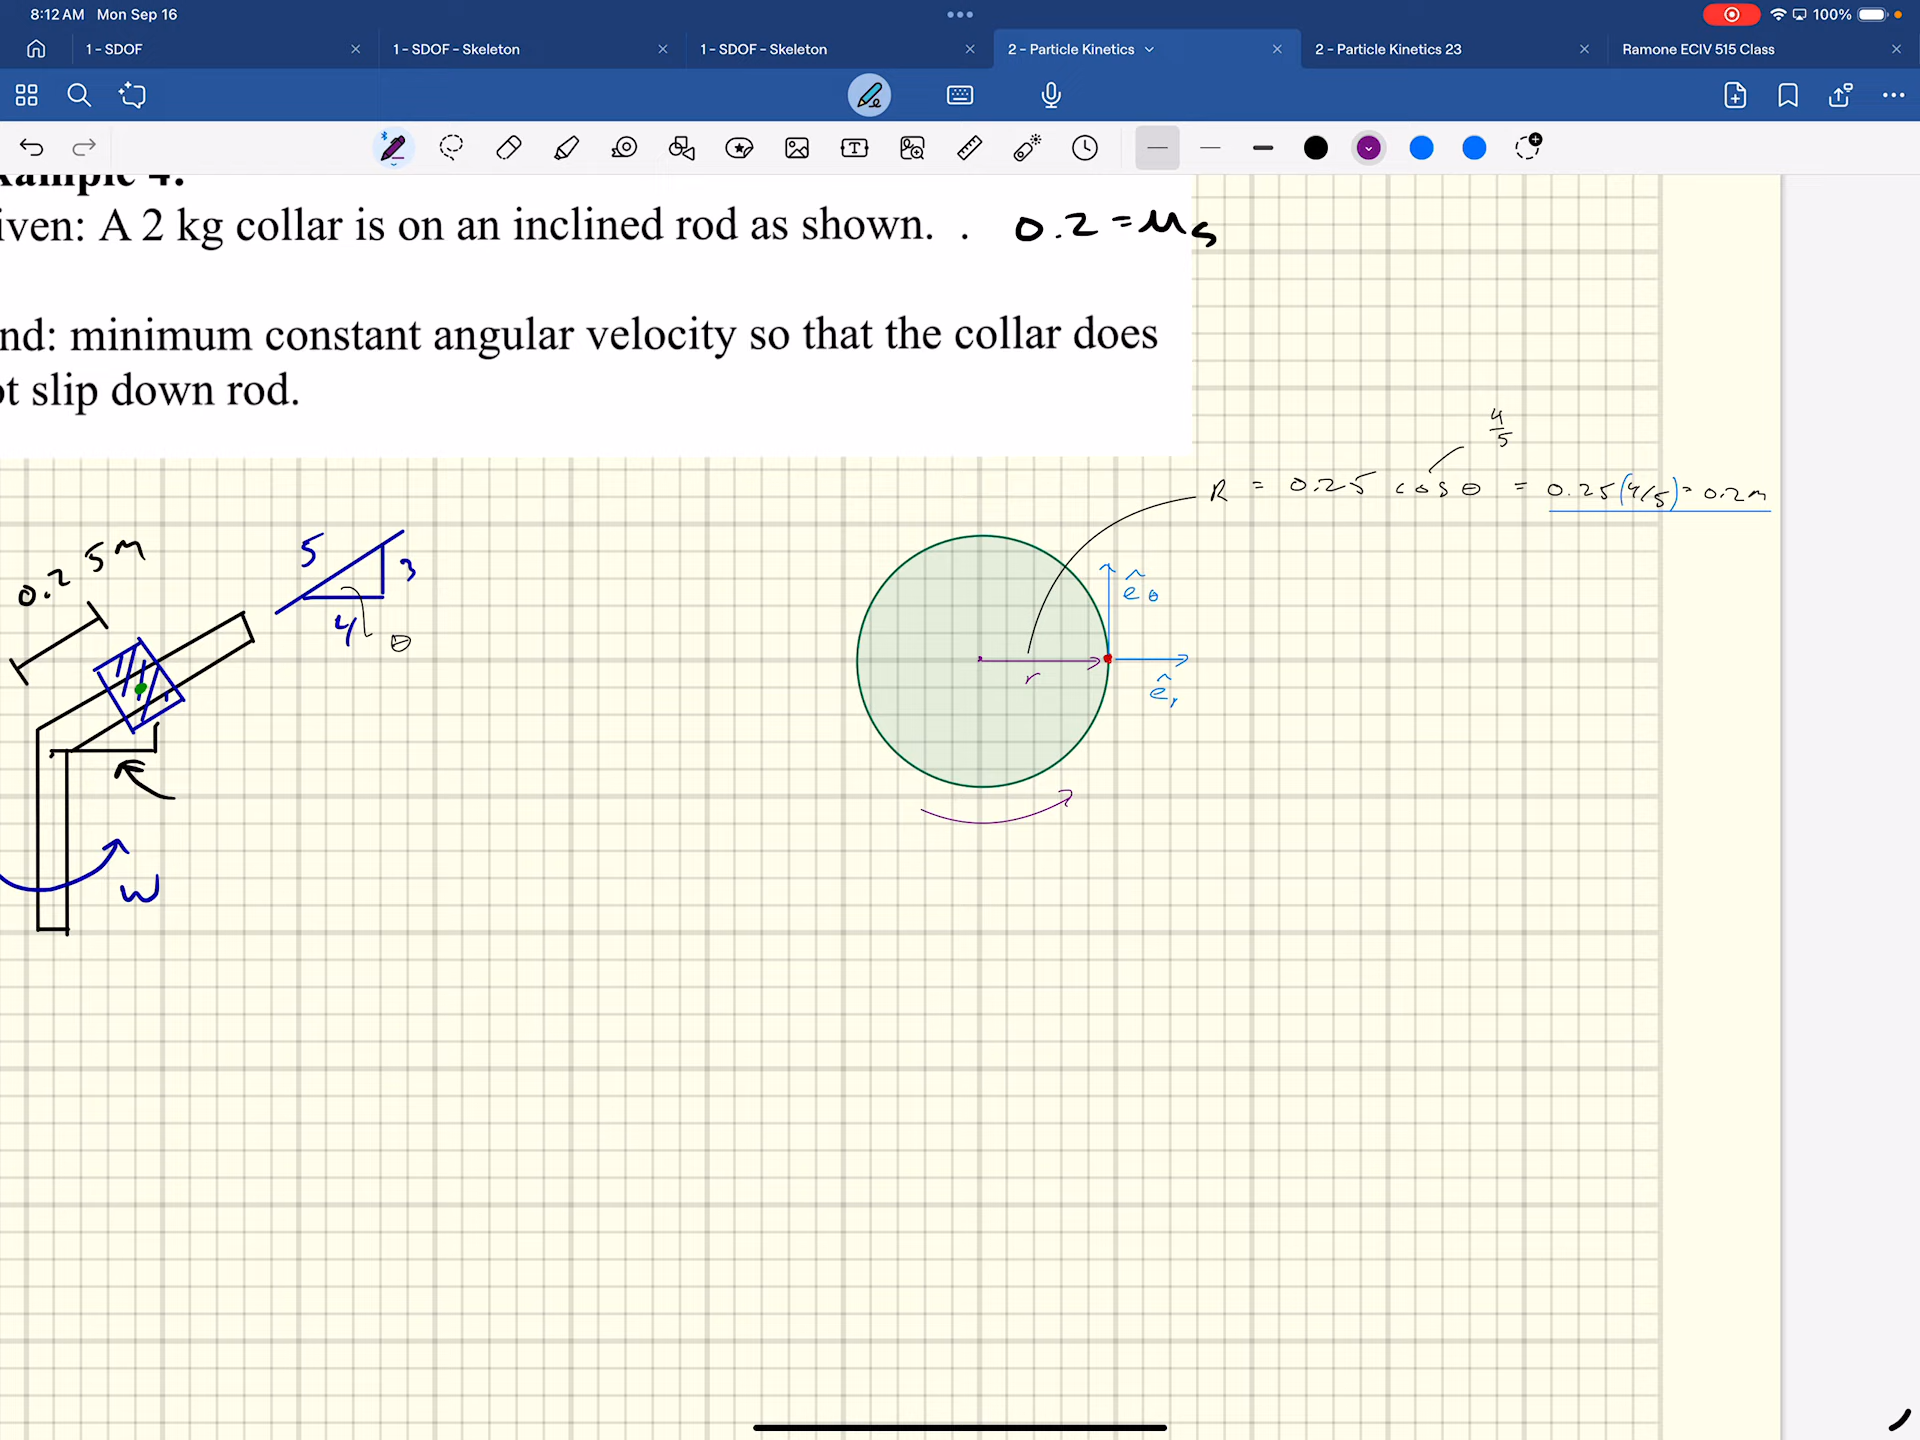 8:12 AM Mon Sep 16
100%
1 - SDOF
1 - SDOF - Skeleton
1 - SDOF - Skeleton
2 - Particle Kinetics
2 - Particle Kinetics 23
Ramone ECIV 515 Class
xample 4:
iven: A 2 kg collar is on an inclined rod as shown. . 0.2 = μs
nd: minimum constant angular velocity so that the collar does
ot slip down rod.
4/5
R = 0.25 cos θ = 0.25(4/5) = 0.2m
0.25m
5
3
4
θ
ê θ
r
ê r
ω